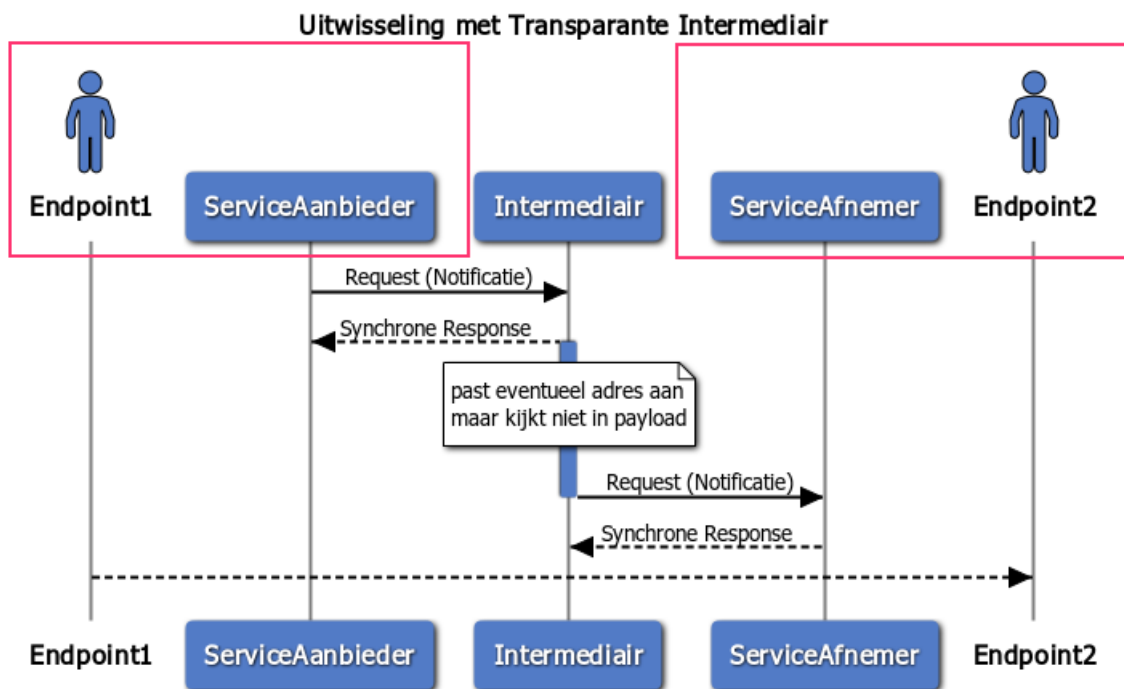 Uitwisseling met Transparante Intermediair
Endpoint1
ServiceAanbieder
Intermediair
ServiceAfnemer
Endpoint2
Request (Notificatie)
Synchrone Response
past eventueel adres aan
maar kijkt niet in payload
Request (Notificatie)
Synchrone Response
Endpoint1
ServiceAanbieder
Intermediair
ServiceAfnemer
Endpoint2